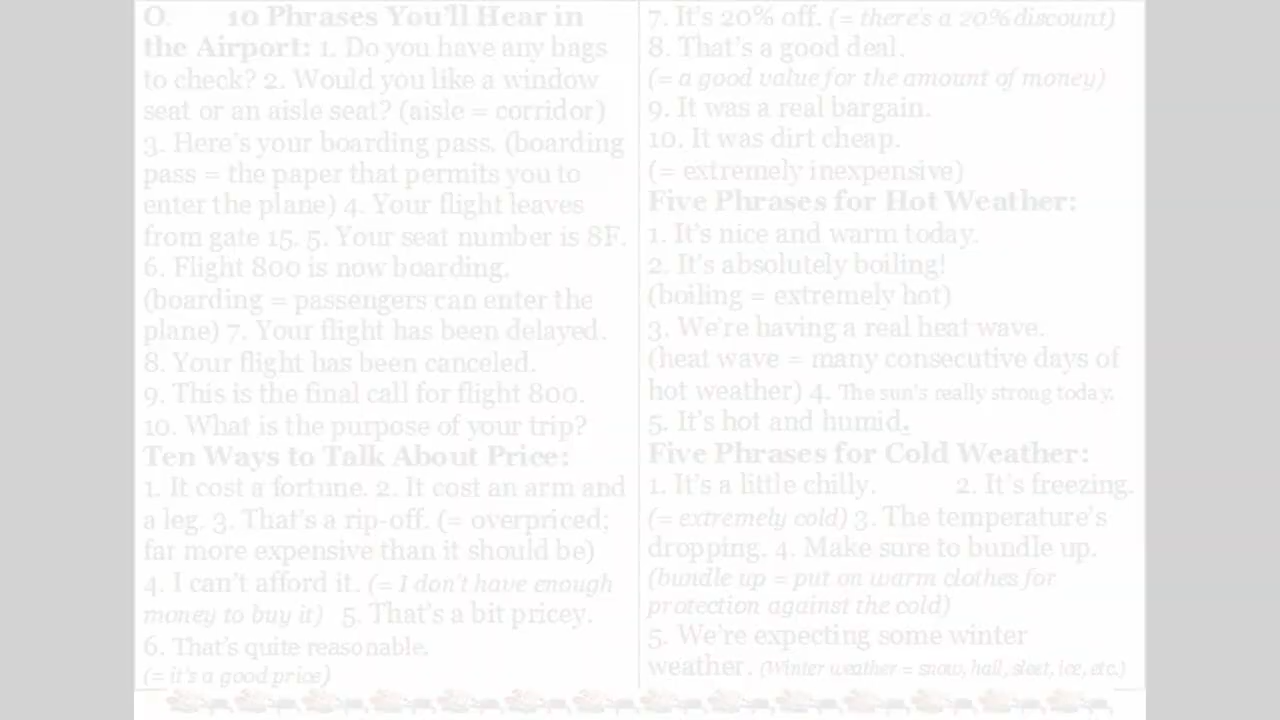 O. 10 Phrases You'll Hear in
the Airport: 1. Do you have any bags
to check? 2. Would you like a window
seat or an aisle seat? (aisle = corridor)
3. Here's your boarding pass. (boarding
pass = the paper that permits you to
enter the plane) 4. Your flight leaves
from gate 15. 5. Your seat number is 8F.
6. Flight 800 is now boarding.
(boarding = passengers can enter the
plane) 7. Your flight has been delayed.
8. Your flight has been canceled.
9. This is the final call for flight 800.
10. What is the purpose of your trip?
Ten Ways to Talk About Price:
1. It cost a fortune. 2. It cost an arm and
a leg. 3. That's a rip-off. (= overpriced;
far more expensive than it should be)
4. I can't afford it. (= I don't have enough
money to buy it) 5. That's a bit pricey.
6. That's quite reasonable.
(= it's a good price)
7. It's 20% off. (= there's a 20% discount)
8. That's a good deal.
(= a good value for the amount of money)
9. It was a real bargain.
10. It was dirt cheap.
(= extremely inexpensive)
Five Phrases for Hot Weather:
1. It's nice and warm today.
2. It's absolutely boiling!
(boiling = extremely hot)
3. We're having a real heat wave.
(heat wave = many consecutive days of
hot weather) 4. The sun's really strong today.
5. It's hot and humid.
Five Phrases for Cold Weather:
1. It's a little chilly. 2. It's freezing.
(= extremely cold) 3. The temperature's
dropping. 4. Make sure to bundle up.
(bundle up = put on warm clothes for
protection against the cold)
5. We're expecting some winter
weather. (Winter weather = snow, hail, sleet, ice, etc.)